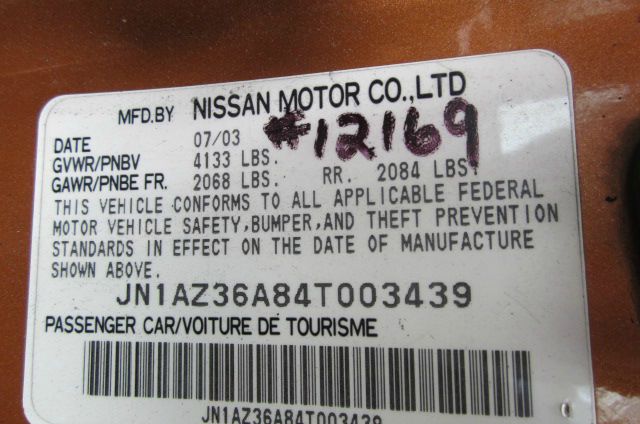 MFD.BY NISSAN MOTOR CO.,LTD
DATE 07/03 #12169
GVWR/PNBV 4133 LBS.
GAWR/PNBE FR. 2068 LBS. RR. 2084 LBS.
THIS VEHICLE CONFORMS TO ALL APPLICABLE FEDERAL
MOTOR VEHICLE SAFETY,BUMPER,AND THEFT PREVENTION
STANDARDS IN EFFECT ON THE DATE OF MANUFACTURE
SHOWN ABOVE.
JN1AZ36A84T003439
PASSENGER CAR/VOITURE DE TOURISME
JN1AZ36A84T003439